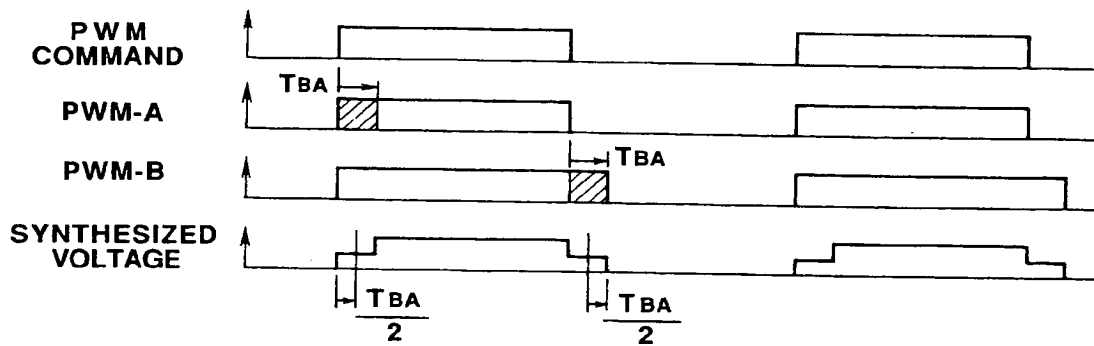 PWM
COMMAND
TBA
PWM-A
TBA
PWM-B
SYNTHESIZED
VOLTAGE
TBA
2
TBA
2